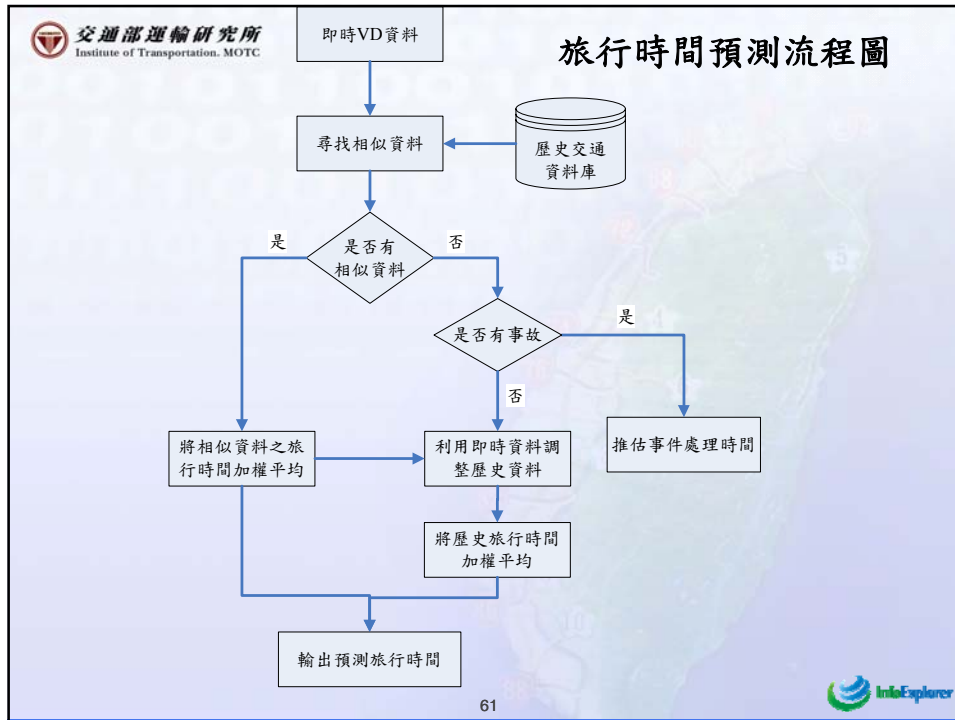 交通部運輸研究所
Institute of Transportation. MOTC
旅行時間預測流程圖
即時VD資料
尋找相似資料
歷史交通
資料庫
是
是否有
相似資料
否
是否有事故
是
否
將相似資料之旅
行時間加權平均
利用即時資料調
整歷史資料
推估事件處理時間
將歷史旅行時間
加權平均
輸出預測旅行時間
61
InfoExplorer